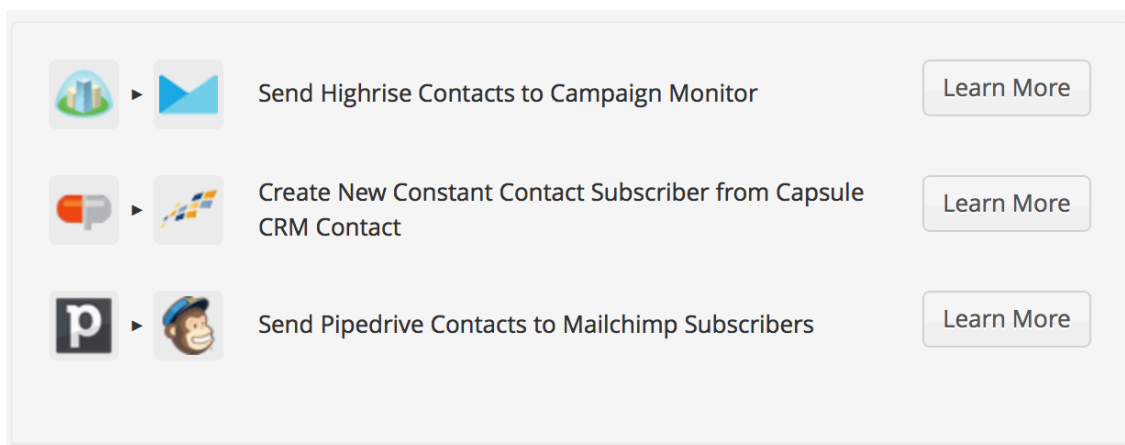 Send Highrise Contacts to Campaign Monitor
Learn More
Create New Constant Contact Subscriber from Capsule
CRM Contact
Learn More
p
Send Pipedrive Contacts to Mailchimp Subscribers
Learn More